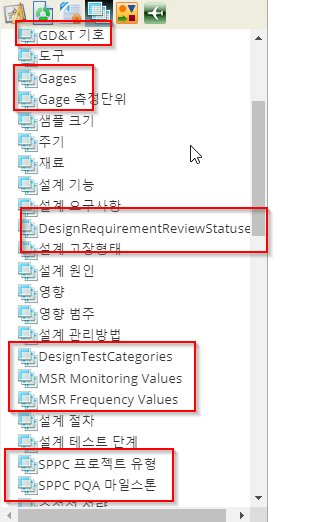 GD&T 기호
도구
Gages
Gage 측정단위
샘플 크기
주기
재료
설계 기능
설계 요구사항
DesignRequirementReviewStatuse
설계 고장형태
설계 원인
영향
영향 범주
설계 관리방법
DesignTestCategories
MSR Monitoring Values
MSR Frequency Values
설계 절차
설계 테스트 단계
SPPC 프로젝트 유형
SPPC PQA 마일스톤